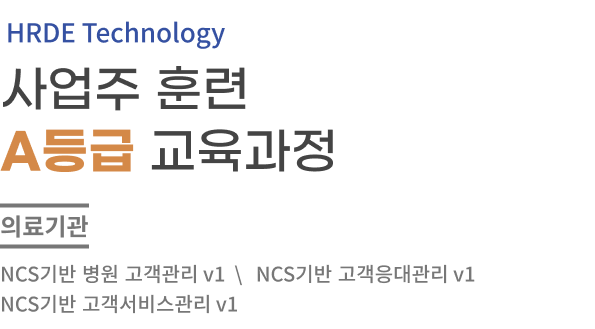 HRDE Technology
사업주 훈련
A등급 교육과정
의료기관
NCS기반 병원 고객관리 v1 \ NCS기반 고객응대관리 v1
NCS기반 고객서비스관리 v1